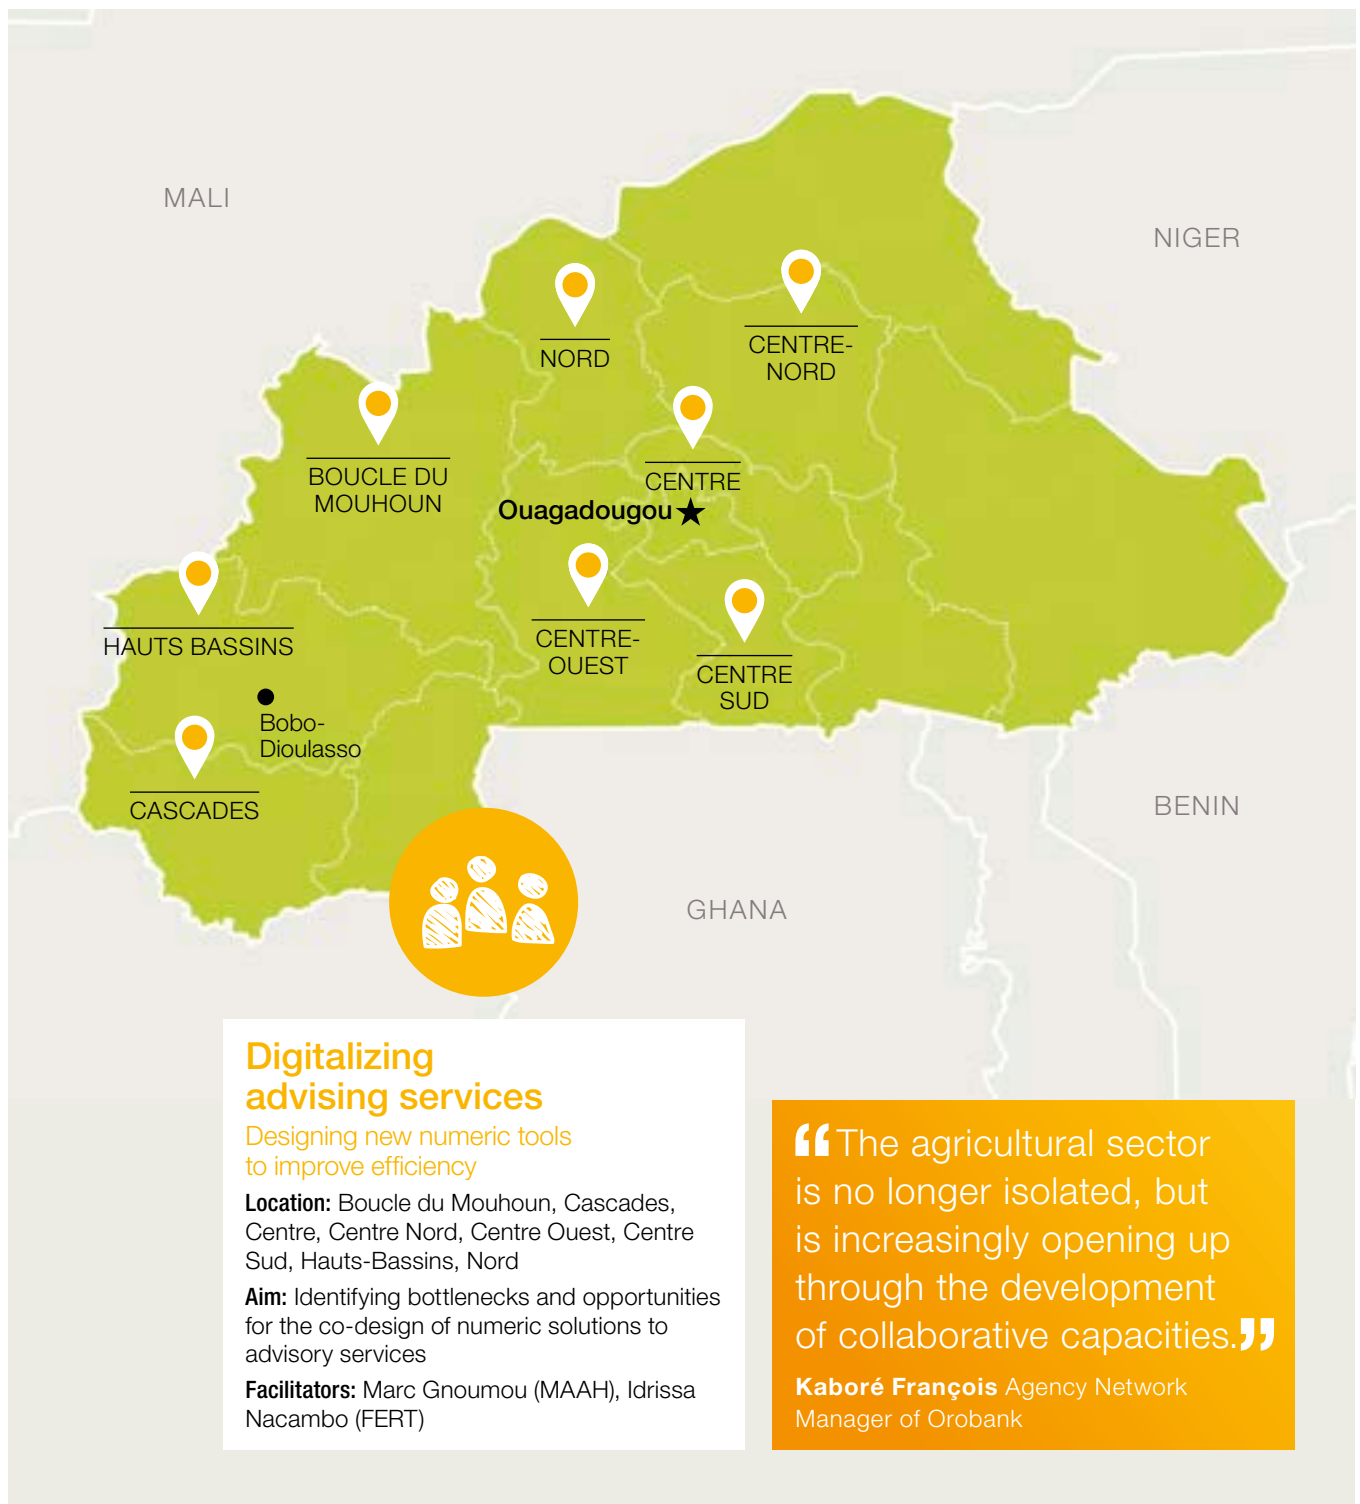 MALI
NIGER
NORD
CENTRE-
NORD
BOUCLE DU
MOUHOUN
CENTRE
Ouagadougou
HAUTS BASSINS
CENTRE-
OUEST
CENTRE
SUD
Bobo-
Dioulasso
CASCADES
BENIN
GHANA
Digitalizing
advising services
Designing new numeric tools
to improve efficiency
Location: Boucle du Mouhoun, Cascades,
Centre, Centre Nord, Centre Ouest, Centre
Sud, Hauts-Bassins, Nord
Aim: Identifying bottlenecks and opportunities
for the co-design of numeric solutions to
advisory services
Facilitators: Marc Gnoumou (MAAH), Idrissa
Nacambo (FERT)
“The agricultural sector
is no longer isolated, but
is increasingly opening up
through the development
of collaborative capacities.”
Kaboré François Agency Network
Manager of Orobank